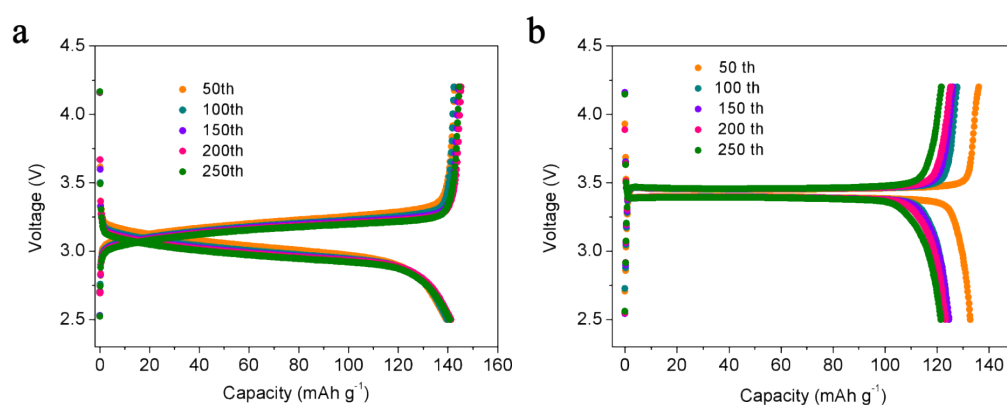 a
4.5
4.0
3.5
3.0
2.5
Voltage (V)
50th
100th
150th
200th
250th
0 20 40 60 80 100 120 140 160
Capacity (mAh g⁻¹)
b
4.5
4.0
3.5
3.0
2.5
Voltage (V)
50 th
100 th
150 th
200 th
250 th
0 20 40 60 80 100 120 140
Capacity (mAh g⁻¹)